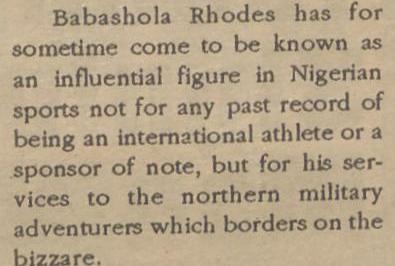 Babashola Rhodes has for
sometime come to be known as
an influential figure in Nigerian
sports not for any past record of
being an international athlete or a
sponsor of note, but for his ser-
vices to the northern military
adventurers which borders on the
bizzare.